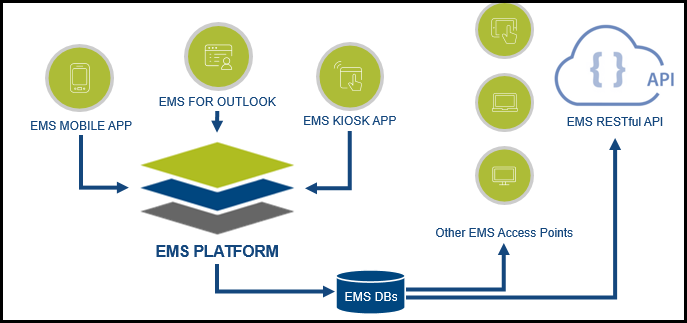 EMS MOBILE APP
EMS FOR OUTLOOK
EMS KIOSK APP
{ } API
EMS RESTful API
EMS PLATFORM
Other EMS Access Points
EMS DBs